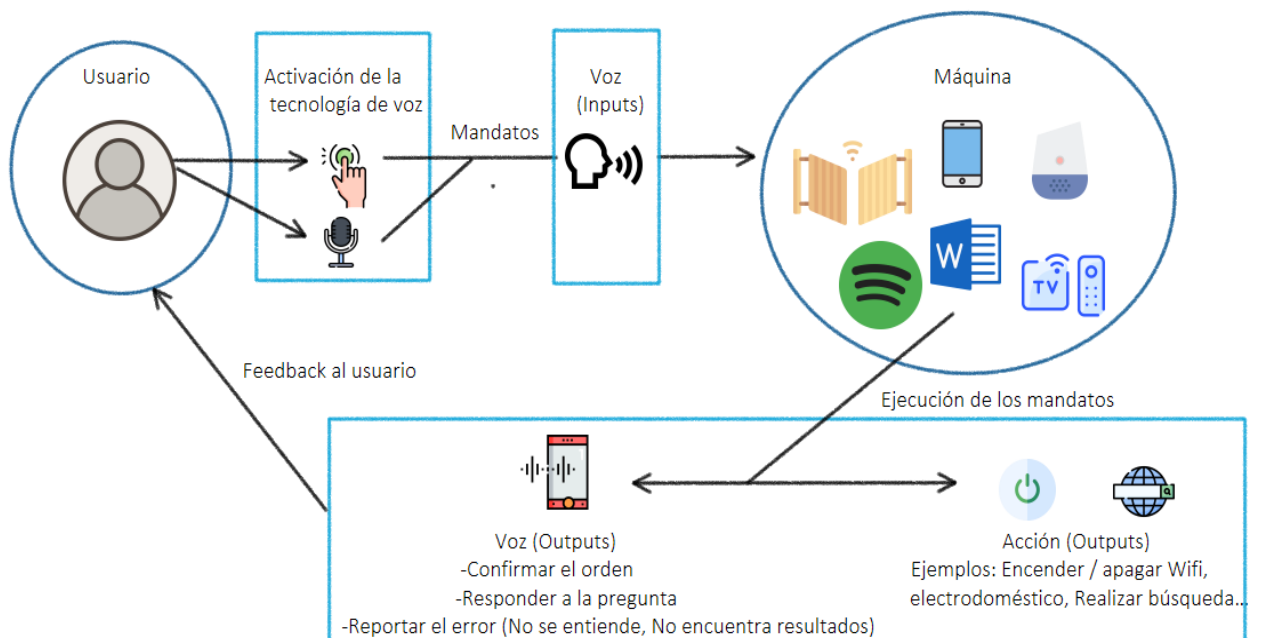 Usuario
Activación de la
tecnología de voz
Mandatos
Voz
(Inputs)
Máquina
W
TV
Feedback al usuario
Ejecución de los mandatos
Voz (Outputs)
-Confirmar el orden
-Responder a la pregunta
-Reportar el error (No se entiende, No encuentra resultados)
Acción (Outputs)
Ejemplos: Encender / apagar Wifi,
electrodoméstico, Realizar búsqueda...